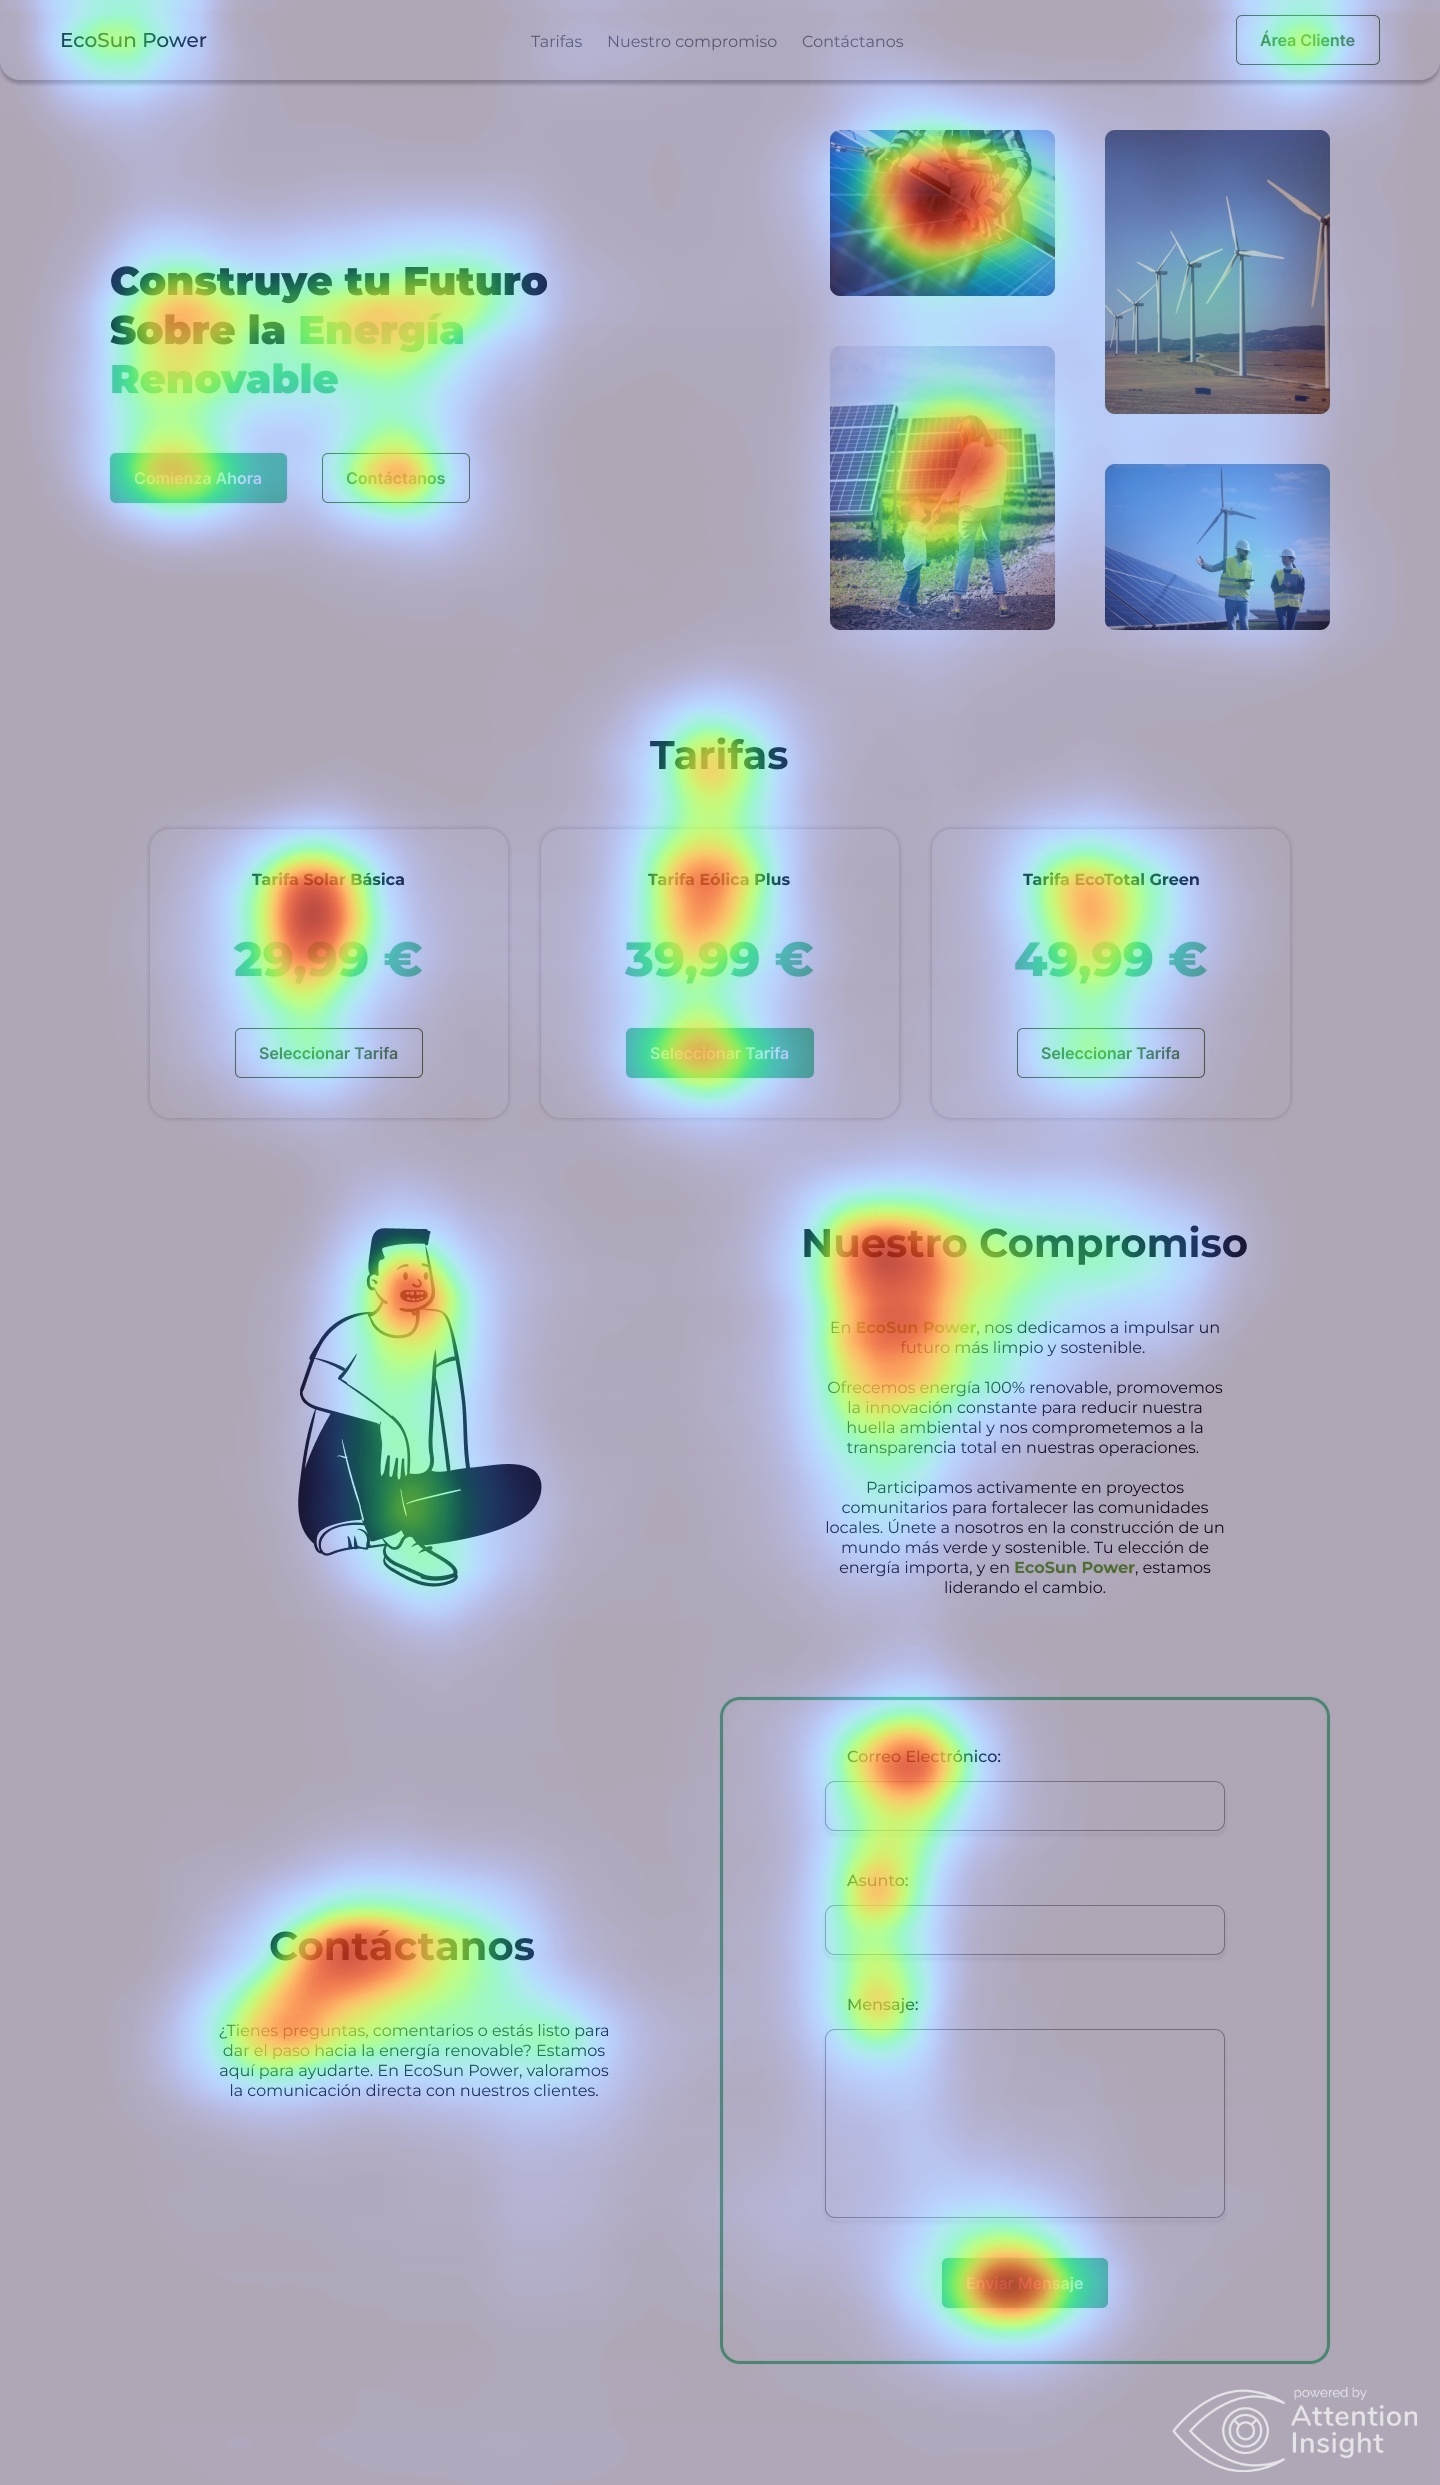 EcoSun Power
Tarifas
Nuestro compromiso
Contáctanos
Área Cliente
Construye tu Futuro
Sobre la Energía
Renovable
Comienza Ahora
Contáctanos
Tarifas
Tarifa Solar Básica
29,99 €
Seleccionar Tarifa
Tarifa Eólica Plus
39,99 €
Seleccionar Tarifa
Tarifa EcoTotal Green
49,99 €
Seleccionar Tarifa
Nuestro Compromiso
En EcoSun Power, nos dedicamos a impulsar un
futuro más limpio y sostenible.
Ofrecemos energía 100% renovable, promovemos
la innovación constante para reducir nuestra
huella ambiental y nos comprometemos a la
transparencia total en nuestras operaciones.
Participamos activamente en proyectos
comunitarios para fortalecer las comunidades
locales. Únete a nosotros en la construcción de un
mundo más verde y sostenible. Tu elección de
energía importa, y en EcoSun Power, estamos
liderando el cambio.
Contáctanos
¿Tienes preguntas, comentarios o estás listo para
dar el paso hacia la energía renovable? Estamos
aquí para ayudarte. En EcoSun Power, valoramos
la comunicación directa con nuestros clientes.
Correo Electrónico:
Asunto:
Mensaje:
Enviar Mensaje
powered by
Attention
Insight